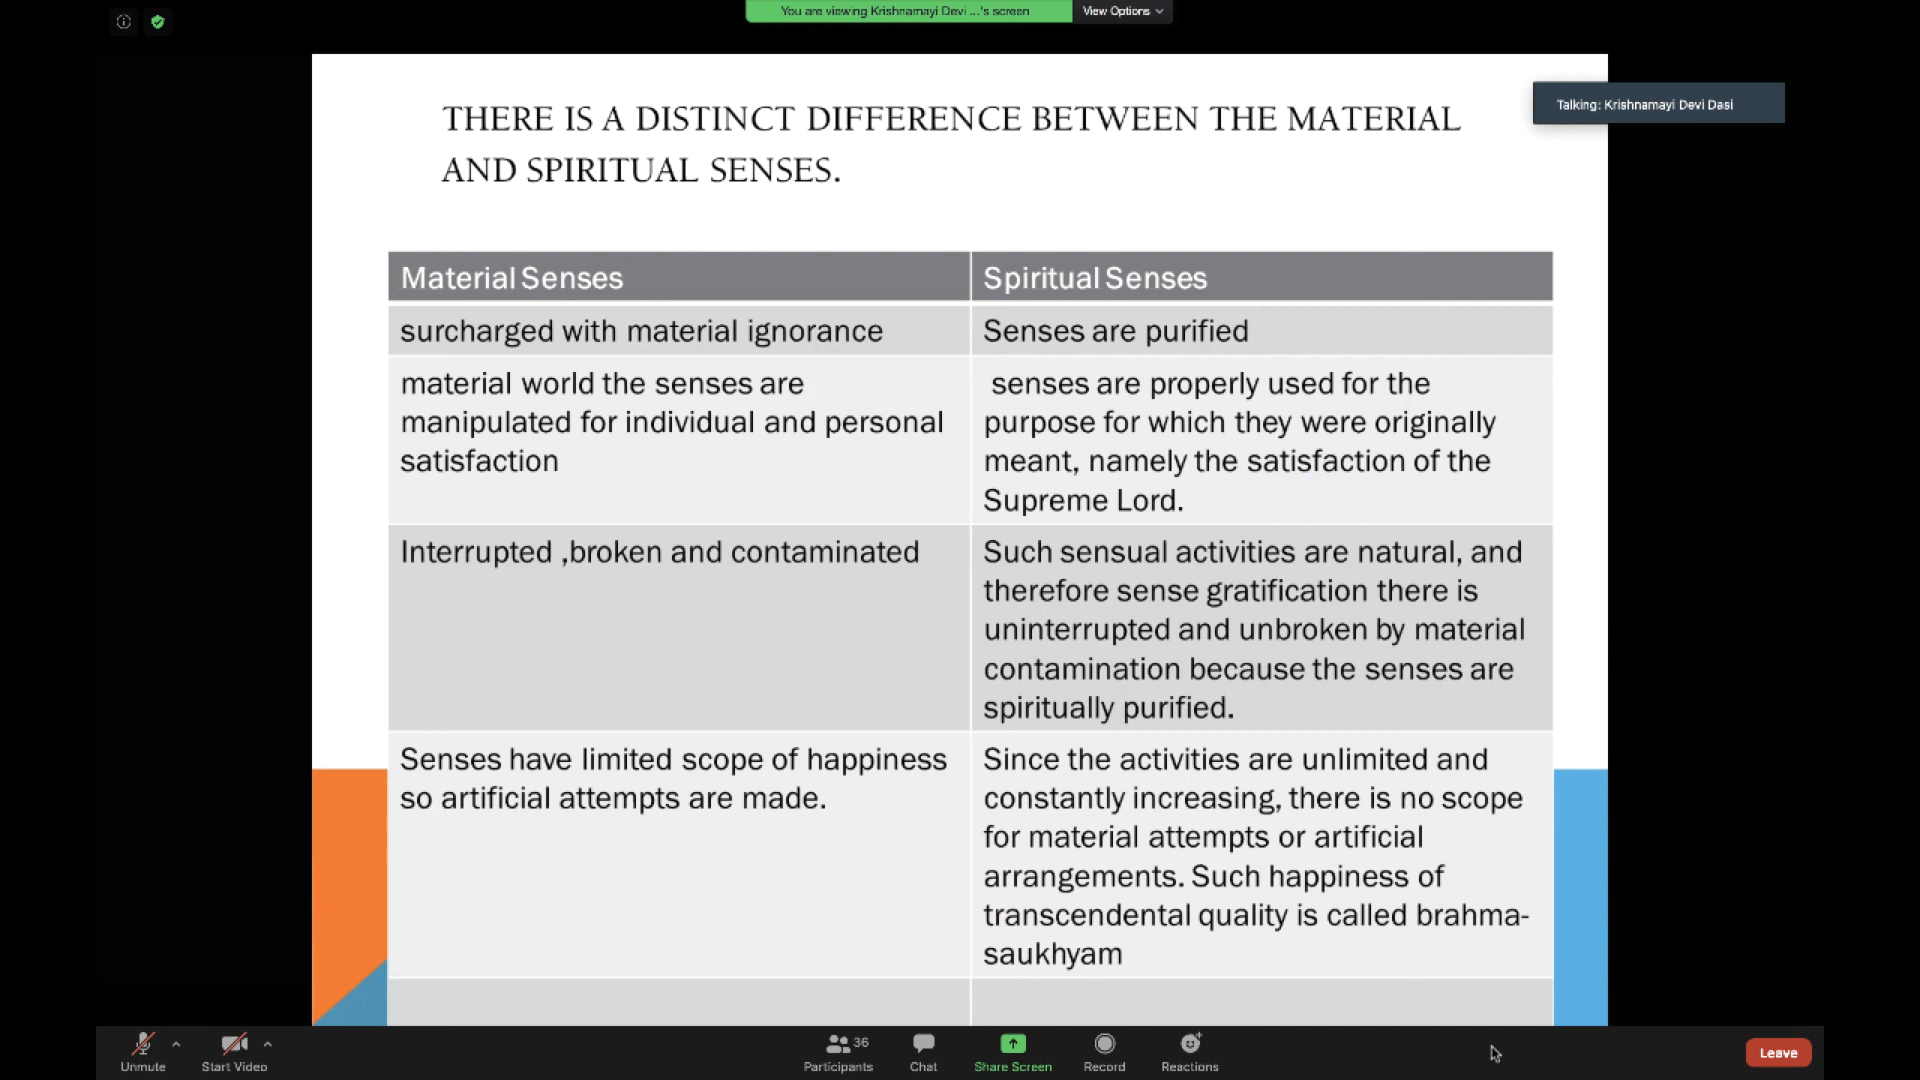 You are viewing Krishnamayi Devi ...'s screen
View Options
Talking: Krishnamayi Devi Dasi
THERE IS A DISTINCT DIFFERENCE BETWEEN THE MATERIAL
AND SPIRITUAL SENSES.
Material Senses
Spiritual Senses
surcharged with material ignorance
Senses are purified
material world the senses are
manipulated for individual and personal
satisfaction
senses are properly used for the
purpose for which they were originally
meant, namely the satisfaction of the
Supreme Lord.
Interrupted ,broken and contaminated
Such sensual activities are natural, and
therefore sense gratification there is
uninterrupted and unbroken by material
contamination because the senses are
spiritually purified.
Senses have limited scope of happiness
so artificial attempts are made.
Since the activities are unlimited and
constantly increasing, there is no scope
for material attempts or artificial
arrangements. Such happiness of
transcendental quality is called brahma-
saukhyam
Unmute
Start Video
36
Participants
Chat
Share Screen
Record
Reactions
Leave